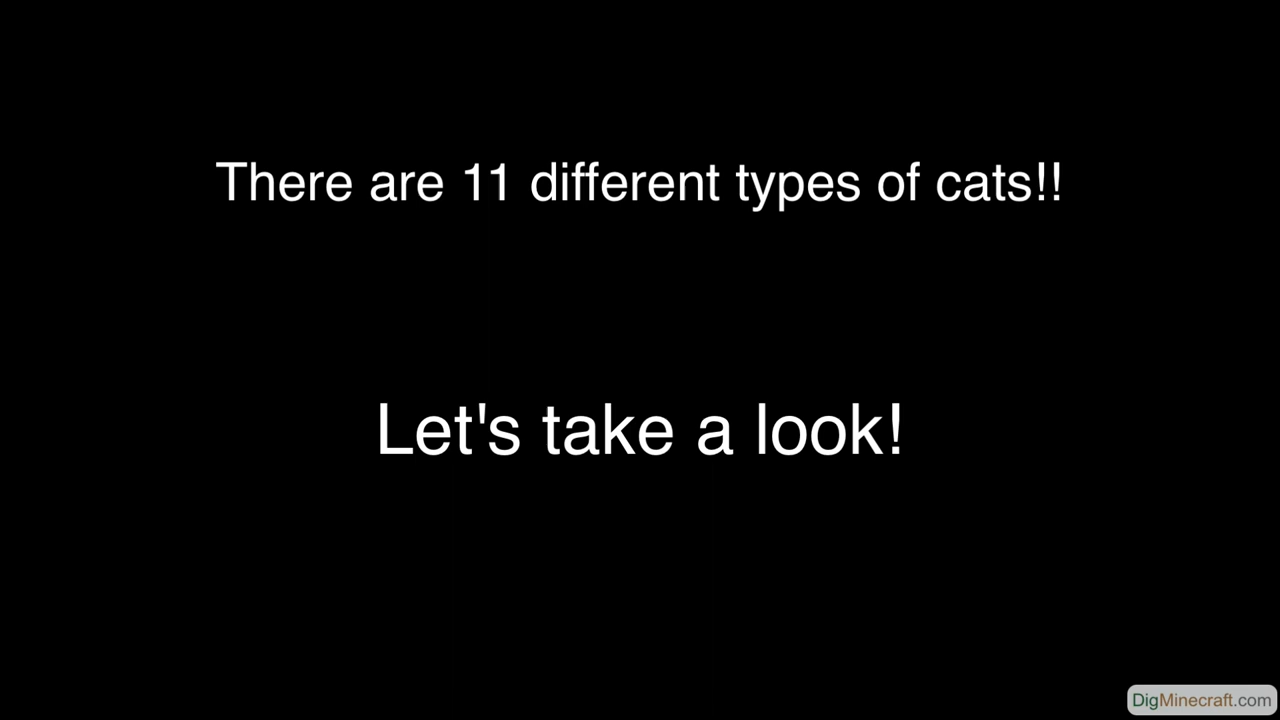 There are 11 different types of cats!!
Let's take a look!
DigMinecraft.com